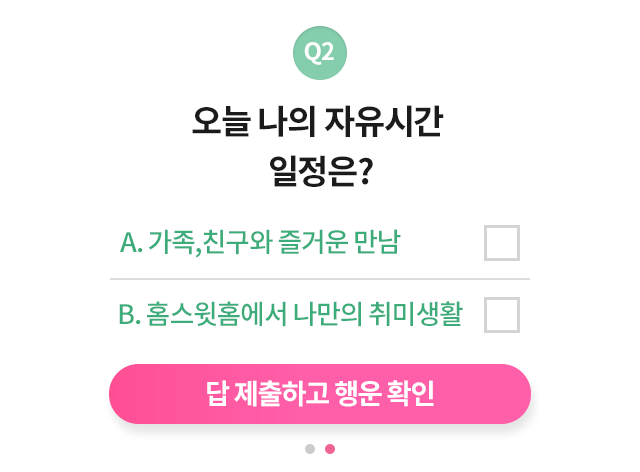 Q2
오늘 나의 자유시간
일정은?
A. 가족,친구와 즐거운 만남
B. 홈스윗홈에서 나만의 취미생활
답 제출하고 행운 확인